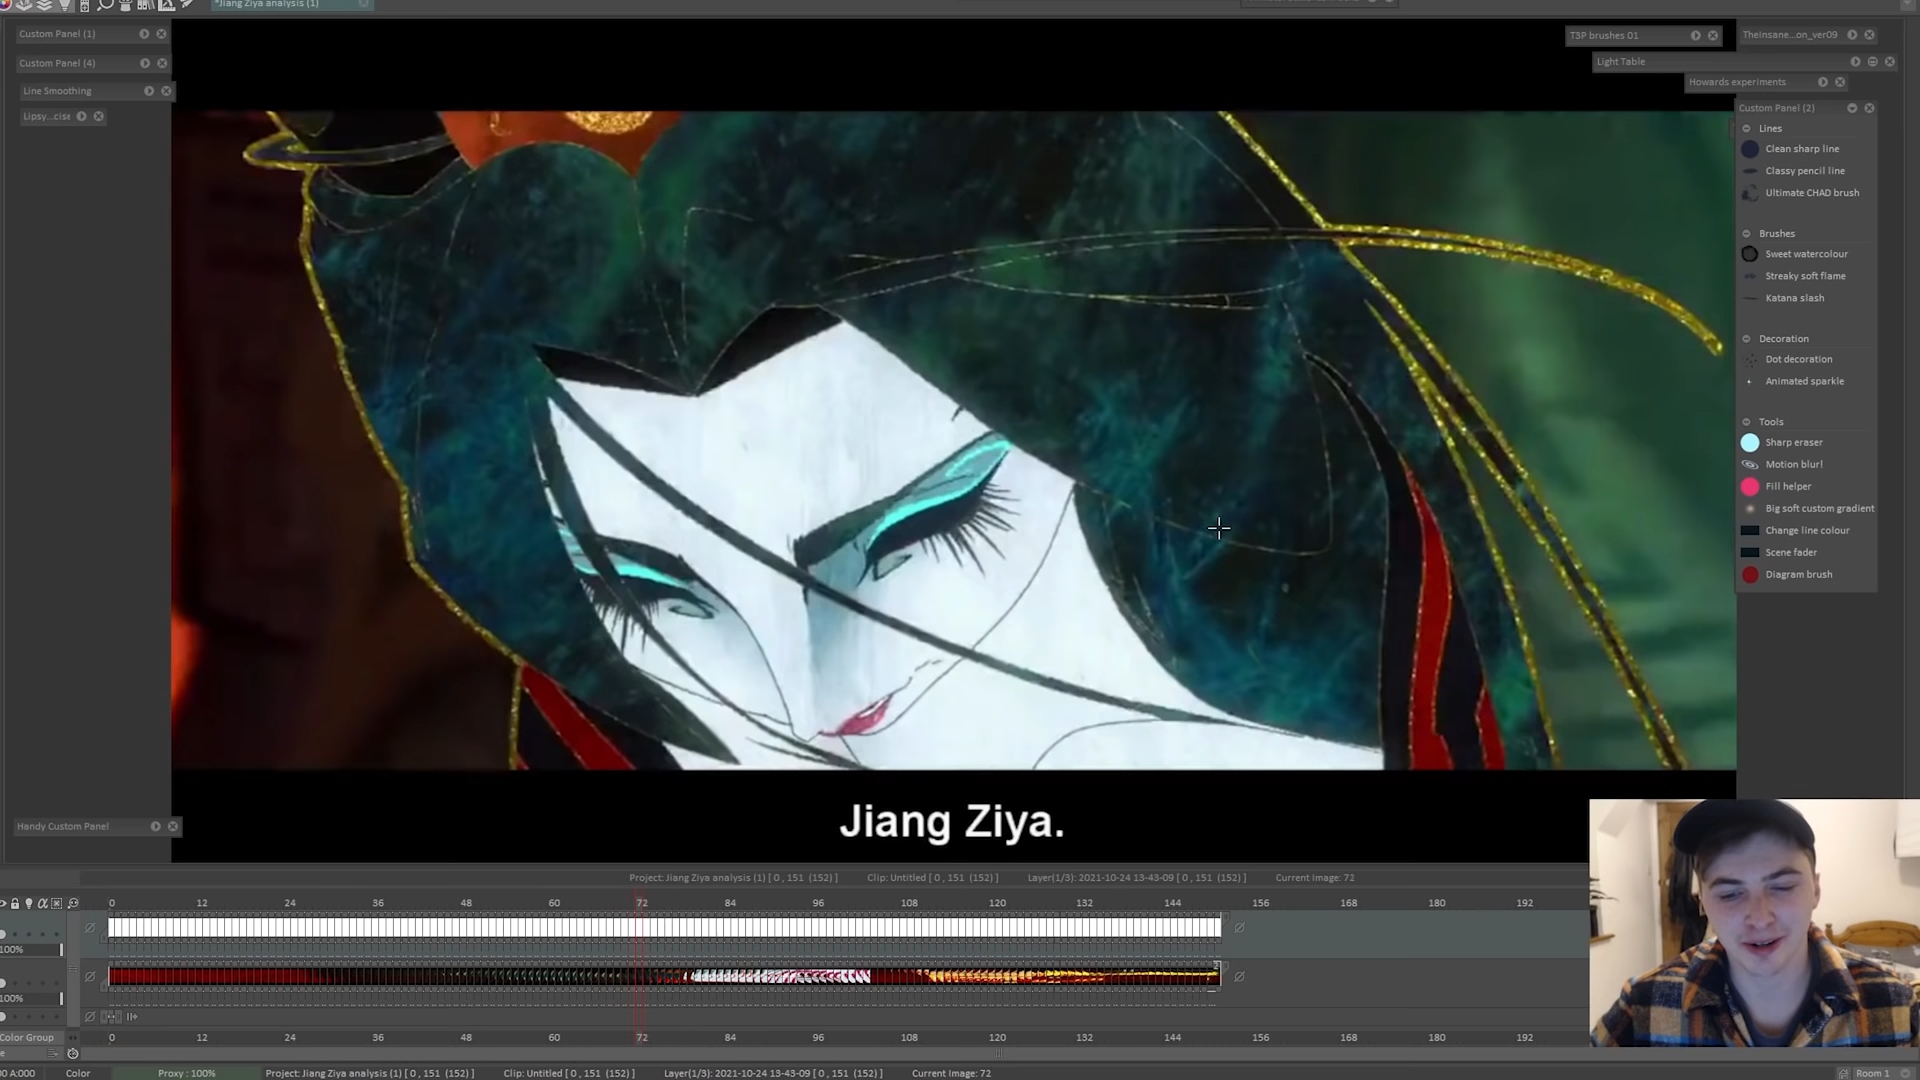 *Jiang Ziya analysis (1)
Custom Panel (1)
Custom Panel (4)
Line Smoothing
Lipsy...cise
T3P brushes 01
TheInsane...on_ver09
Light Table
Howards experiments
Custom Panel (2)
Lines
Clean sharp line
Classy pencil line
Ultimate CHAD brush
Brushes
Sweet watercolour
Streaky soft flame
Katana slash
Decoration
Dot decoration
Animated sparkle
Tools
Sharp eraser
Motion blur!
Fill helper
Big soft custom gradient
Change line colour
Scene fader
Diagram brush
Jiang Ziya.
Handy Custom Panel
Project: Jiang Ziya analysis (1) [ 0 , 151 (152) ] Clip: Untitled [ 0 , 151 (152) ] Layer(1/3): 2021-10-24 13-43-09 [ 0 , 151 (152) ] Current Image: 72
0 12 24 36 48 60 72 84 96 108 120 132 144 156 168 180 192
100%
100%
Color Group 0 12 24 36 48 60 72 84 96 108 120 132 144 156 168 180 192
00 A:000 Color Proxy : 100% Project: Jiang Ziya analysis (1) [ 0 , 151 (152) ] Clip: Untitled [ 0 , 151 (152) ] Layer(1/3): 2021-10-24 13-43-09 [ 0 , 151 (152) ] Current Image: 72 Room 1